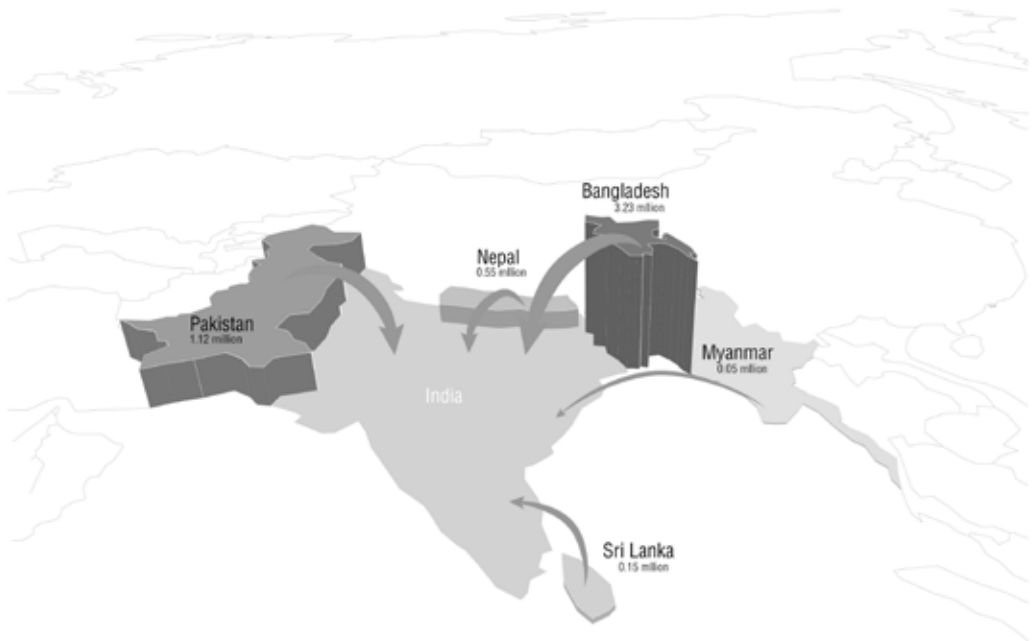 Bangladesh
3.23 million
Nepal
0.55 million
Pakistan
1.12 million
Myanmar
0.05 million
India
Sri Lanka
0.15 million